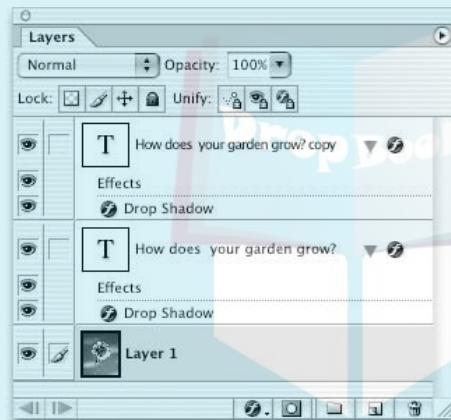 Layers
Normal Opacity: 100%
Lock: Unify:
T How does your garden grow? copy
Effects
Drop Shadow
T How does your garden grow?
Effects
Drop Shadow
Layer 1